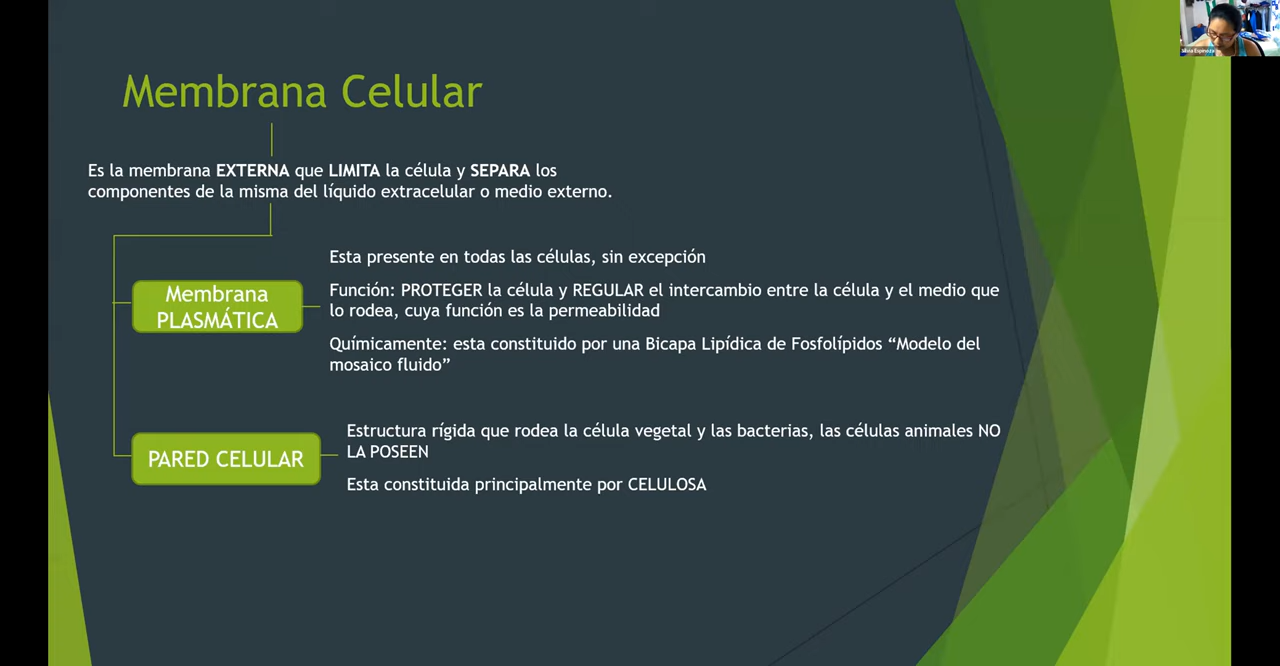 Membrana Celular
Es la membrana EXTERNA que LIMITA la célula y SEPARA los
componentes de la misma del líquido extracelular o medio externo.
Membrana
PLASMÁTICA
Esta presente en todas las células, sin excepción
Función: PROTEGER la célula y REGULAR el intercambio entre la célula y el medio que
lo rodea, cuya función es la permeabilidad
Químicamente: esta constituido por una Bicapa Lipídica de Fosfolípidos “Modelo del
mosaico fluido”
PARED CELULAR
Estructura rígida que rodea la célula vegetal y las bacterias, las células animales NO
LA POSEEN
Esta constituida principalmente por CELULOSA